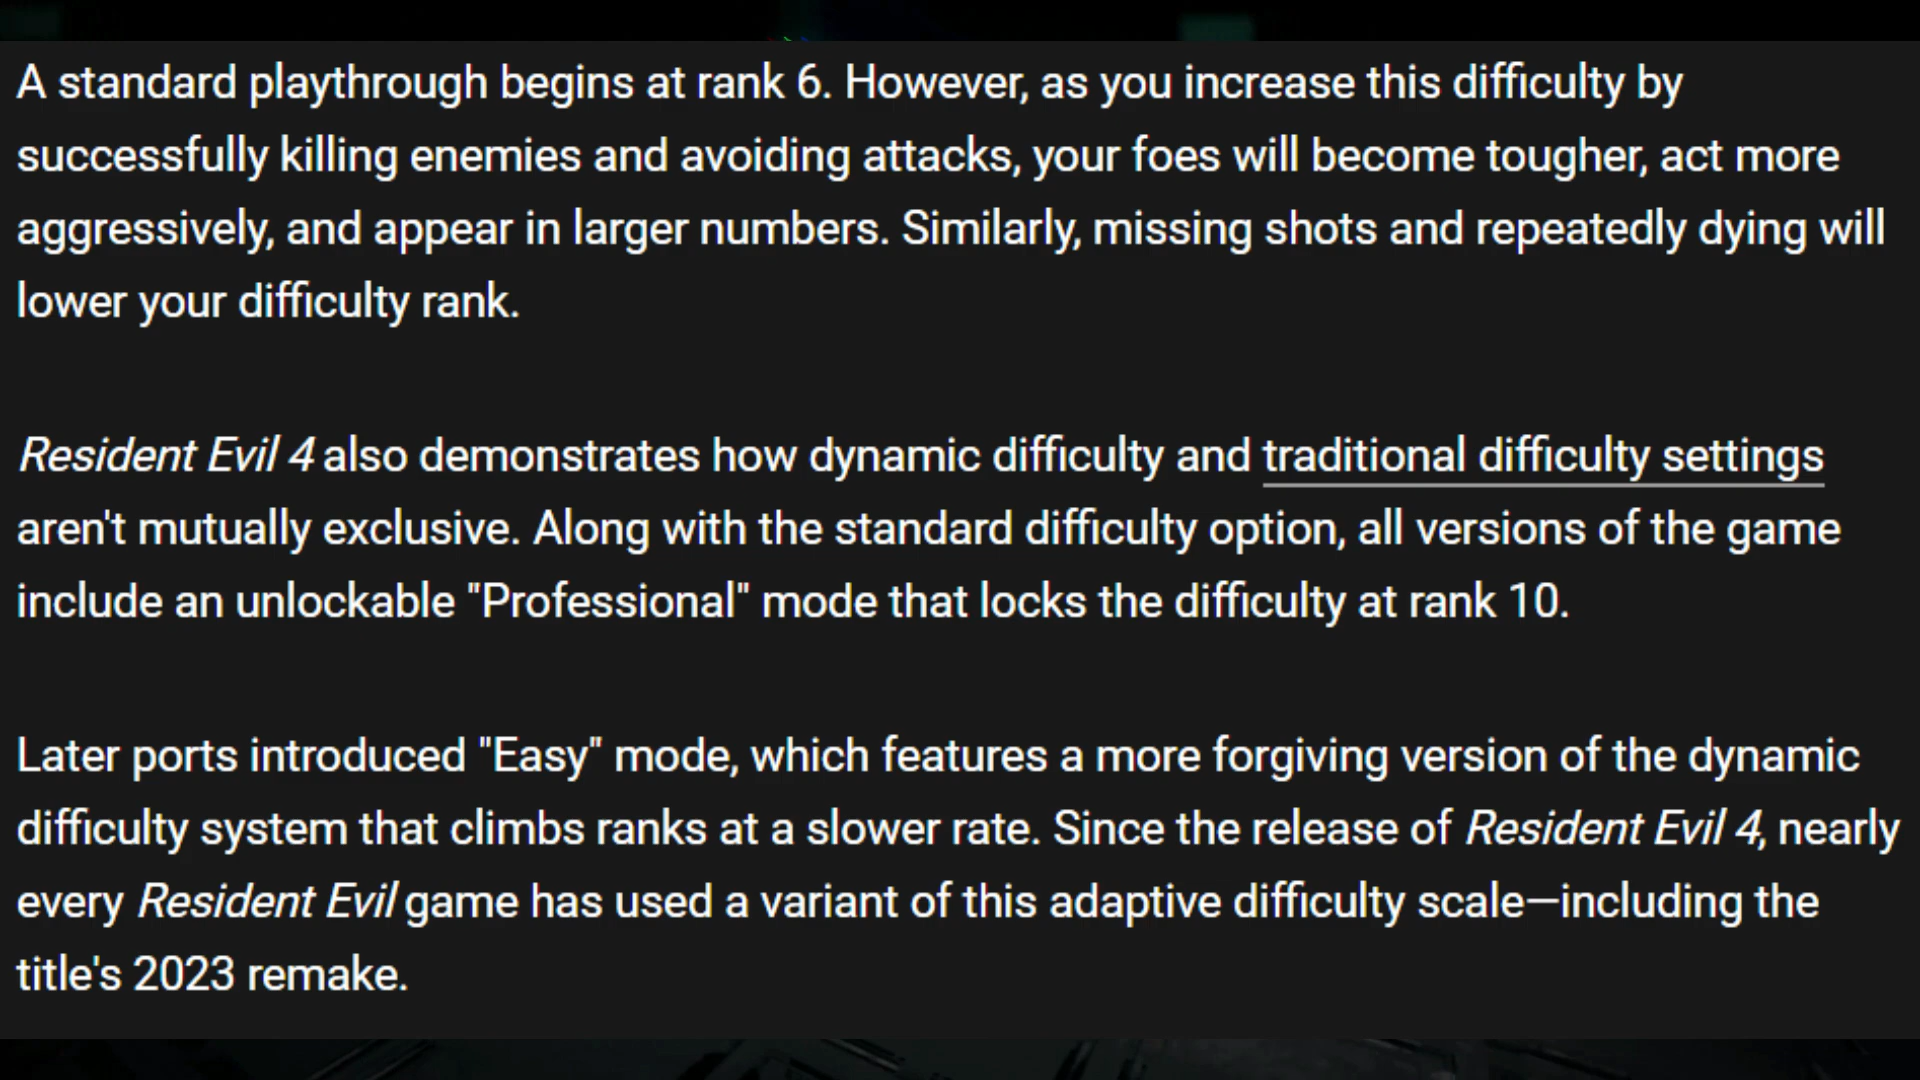 A standard playthrough begins at rank 6. However, as you increase this difficulty by
successfully killing enemies and avoiding attacks, your foes will become tougher, act more
aggressively, and appear in larger numbers. Similarly, missing shots and repeatedly dying will
lower your difficulty rank.
Resident Evil 4 also demonstrates how dynamic difficulty and traditional difficulty settings
aren't mutually exclusive. Along with the standard difficulty option, all versions of the game
include an unlockable "Professional" mode that locks the difficulty at rank 10.
Later ports introduced "Easy" mode, which features a more forgiving version of the dynamic
difficulty system that climbs ranks at a slower rate. Since the release of Resident Evil 4, nearly
every Resident Evil game has used a variant of this adaptive difficulty scale—including the
title's 2023 remake.